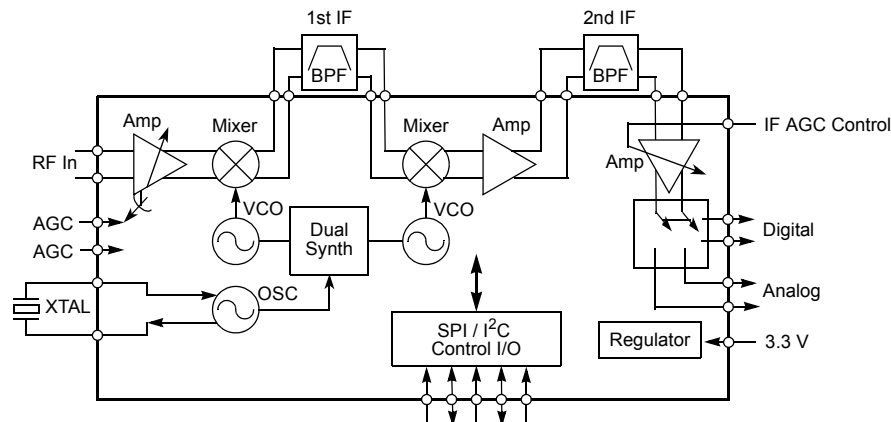 1st IF
2nd IF
BPF
BPF
Amp
Mixer
Mixer
Amp
IF AGC Control
RF In
Amp
AGC
VCO
Dual
Synth
VCO
Digital
AGC
XTAL
OSC
Analog
SPI / I²C
Control I/O
Regulator
3.3 V